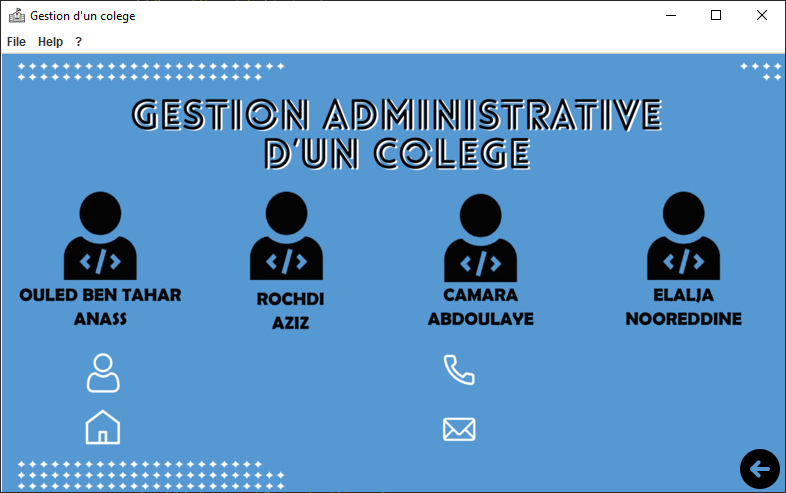 Gestion d'un colege
File Help ?
GESTION ADMINISTRATIVE
D'UN COLEGE
OULED BEN TAHAR
ANASS
ROCHDI
AZIZ
CAMARA
ABDOULAYE
ELALJA
NOOREDDINE